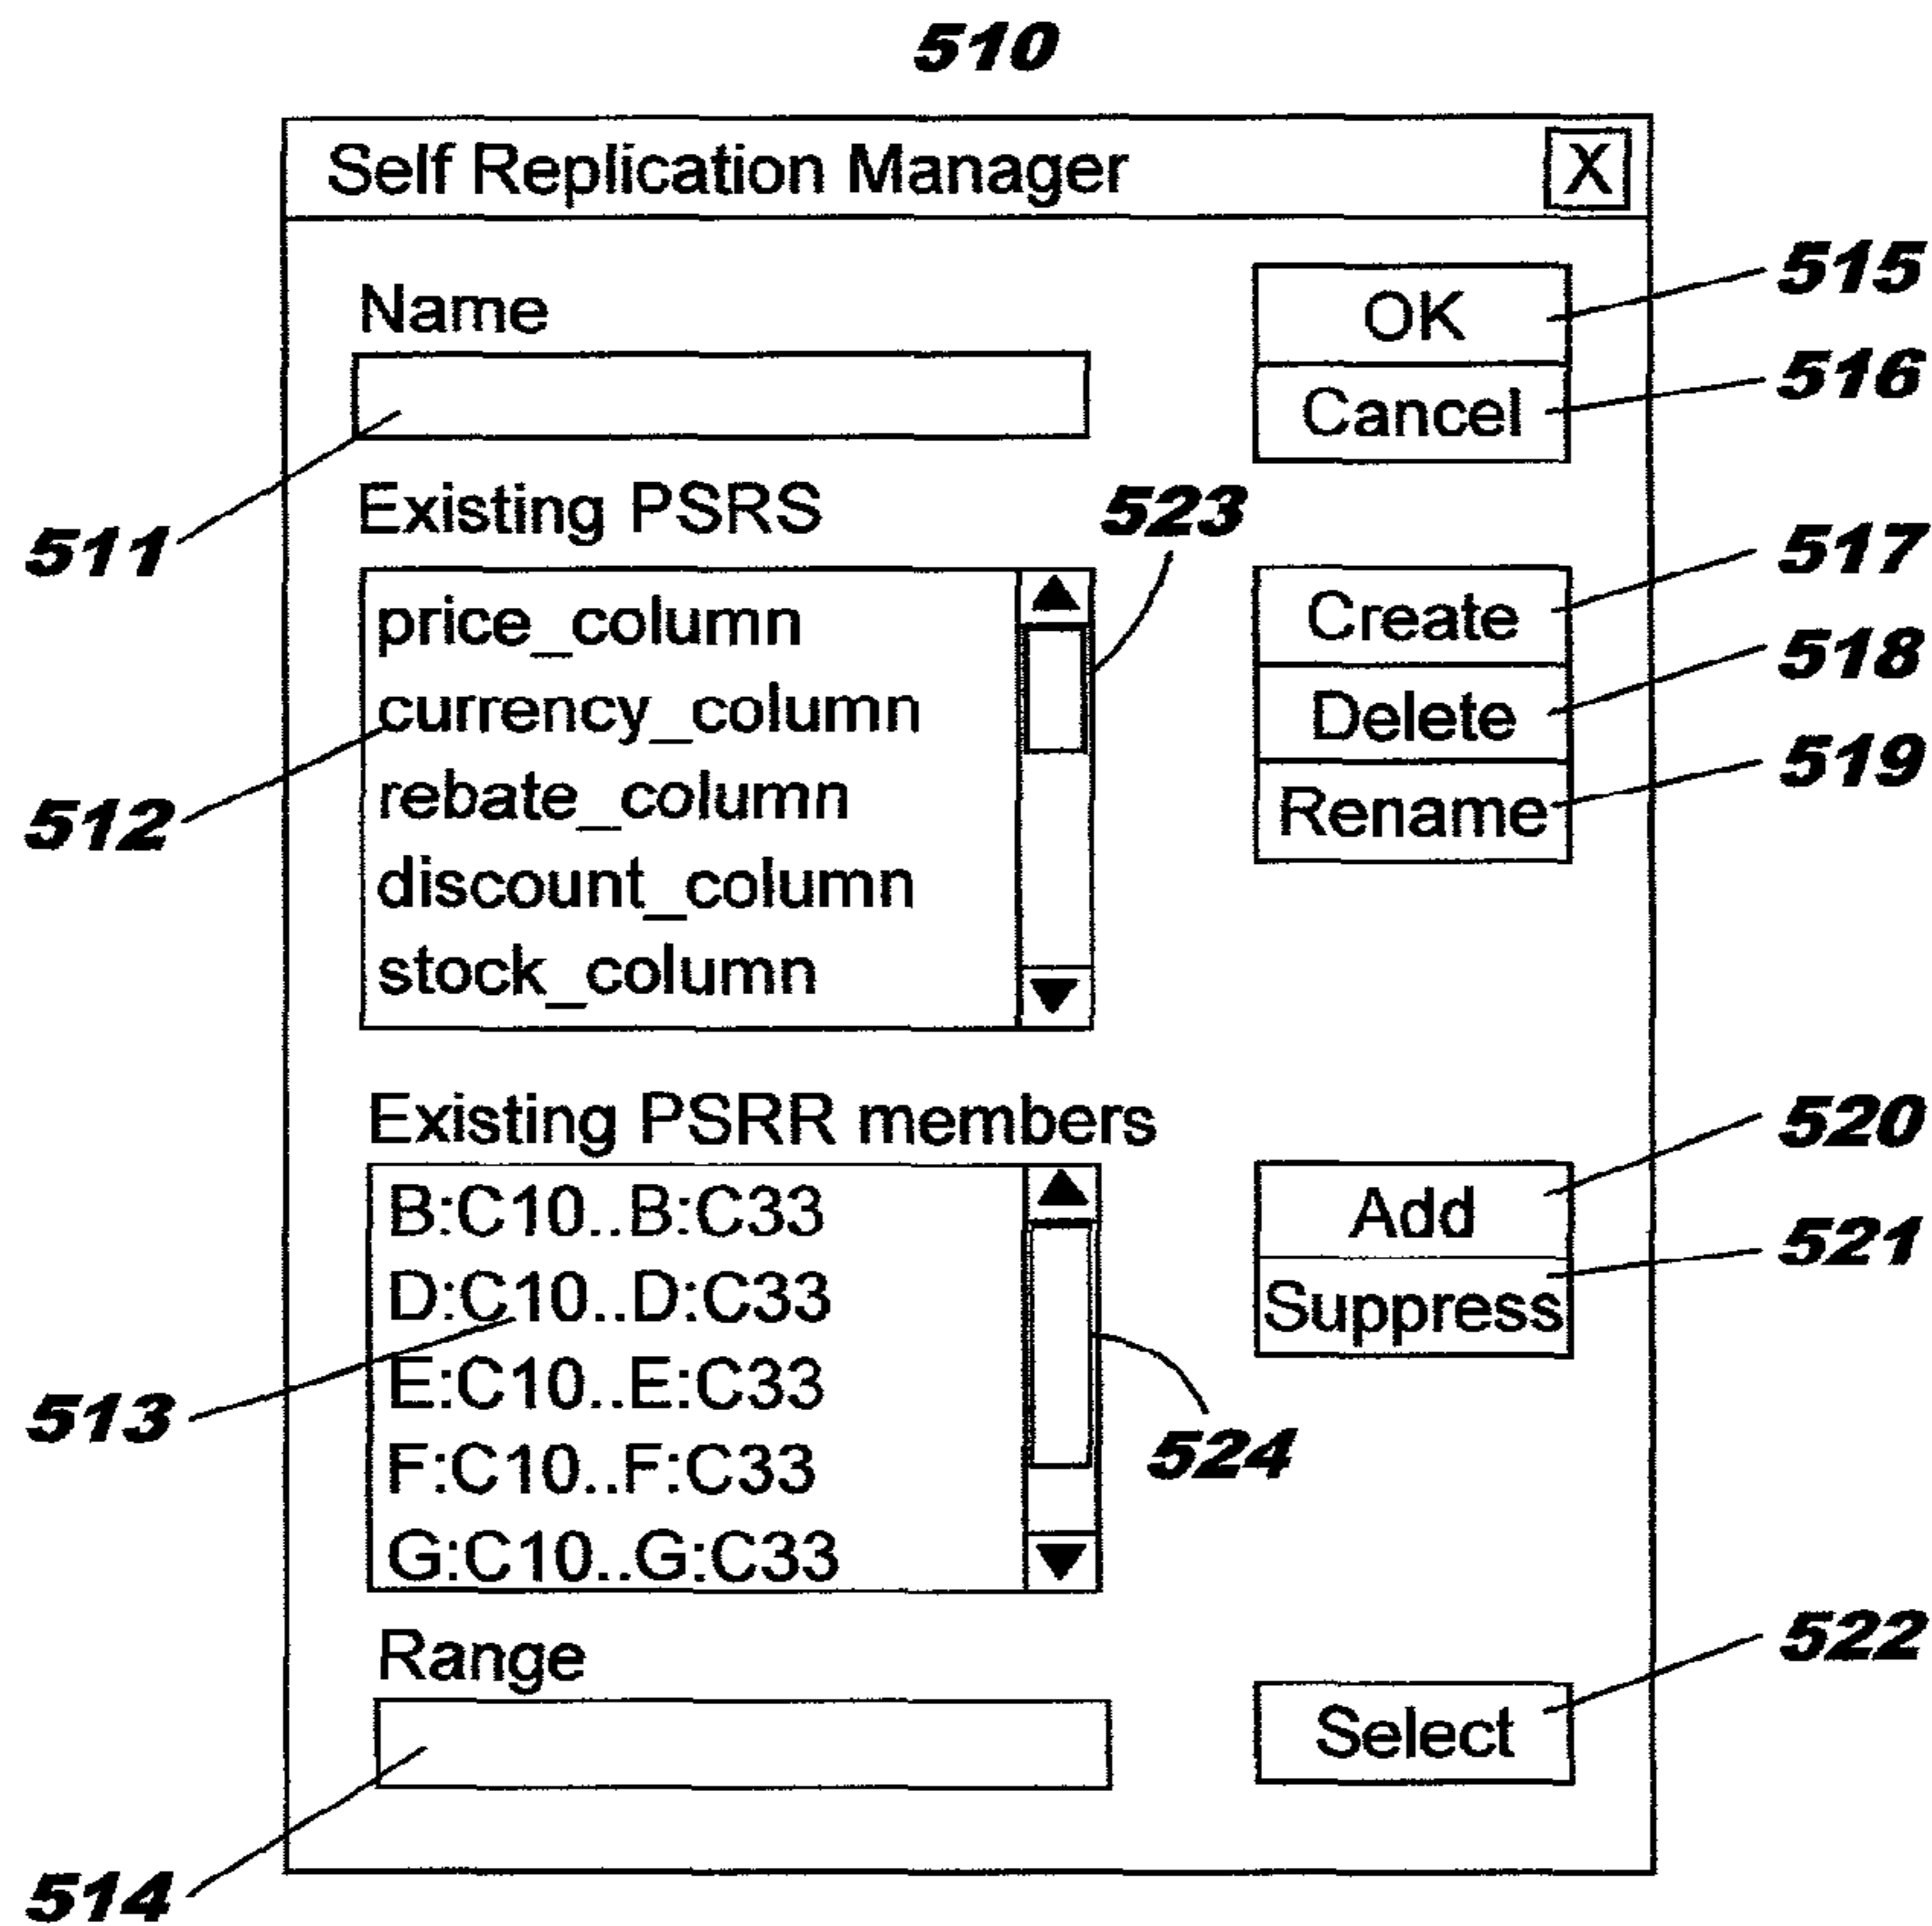 510
Self Replication Manager X
Name
OK
515
Cancel
516
511
Existing PSRS
523
price_column
currency_column
rebate_column
discount_column
stock_column
512
Create
517
Delete
518
Rename
519
Existing PSRR members
B:C10..B:C33
D:C10..D:C33
E:C10..E:C33
F:C10..F:C33
G:C10..G:C33
513
524
Add
520
Suppress
521
Range
Select
522
514